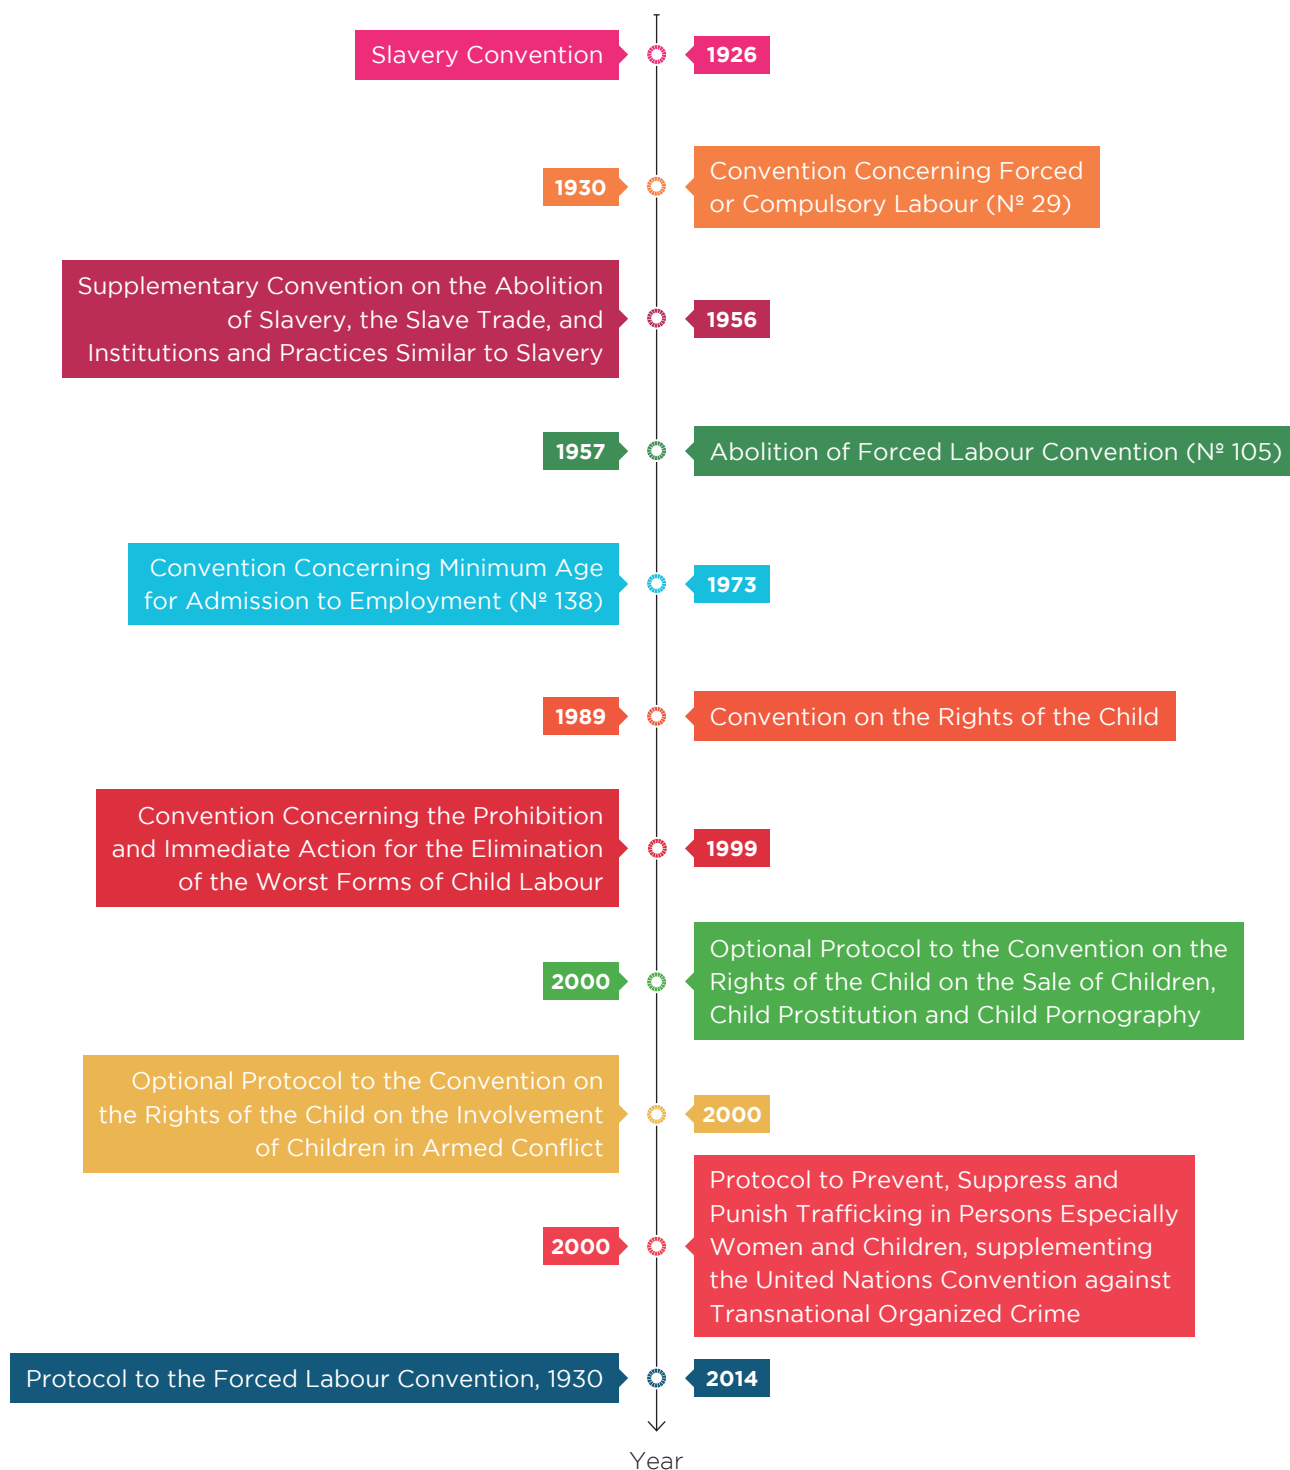 Slavery Convention
1926
1930
Convention Concerning Forced
or Compulsory Labour (Nº 29)
Supplementary Convention on the Abolition
of Slavery, the Slave Trade, and
Institutions and Practices Similar to Slavery
1956
1957
Abolition of Forced Labour Convention (Nº 105)
Convention Concerning Minimum Age
for Admission to Employment (Nº 138)
1973
1989
Convention on the Rights of the Child
Convention Concerning the Prohibition
and Immediate Action for the Elimination
of the Worst Forms of Child Labour
1999
2000
Optional Protocol to the Convention on the
Rights of the Child on the Sale of Children,
Child Prostitution and Child Pornography
Optional Protocol to the Convention on
the Rights of the Child on the Involvement
of Children in Armed Conflict
2000
2000
Protocol to Prevent, Suppress and
Punish Trafficking in Persons Especially
Women and Children, supplementing
the United Nations Convention against
Transnational Organized Crime
Protocol to the Forced Labour Convention, 1930
2014
Year